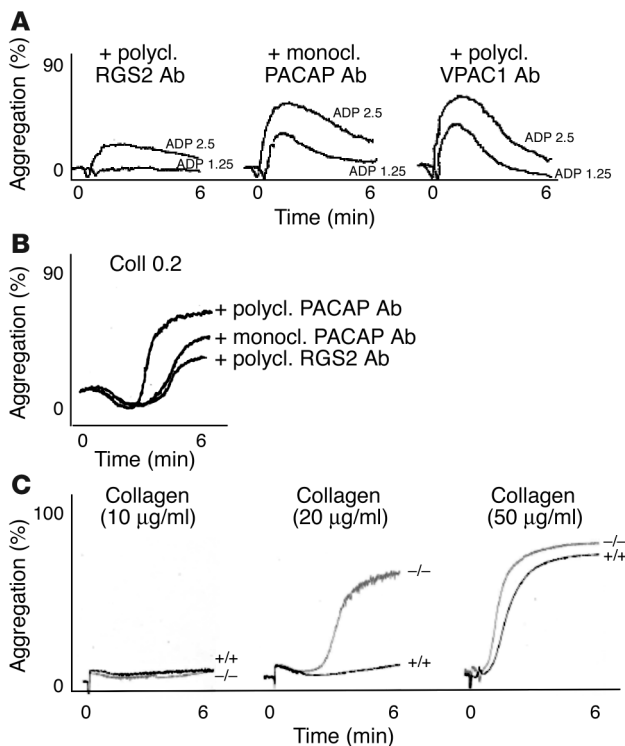 A
Aggregation (%)
90
0
+ polycl.
RGS2 Ab
ADP 2.5
ADP 1.25
+ monocl.
PACAP Ab
ADP 2.5
ADP 1.25
+ polycl.
VPAC1 Ab
ADP 2.5
ADP 1.25
0 6 0 6 0 6
Time (min)
B
Aggregation (%)
90
0
Coll 0.2
+ polycl. PACAP Ab
+ monocl. PACAP Ab
+ polycl. RGS2 Ab
0 6
Time (min)
C
Aggregation (%)
100
0
Collagen
(10 μg/ml)
+/+
–/–
Collagen
(20 μg/ml)
–/–
+/+
Collagen
(50 μg/ml)
–/–
+/+
0 6 0 6 0 6
Time (min)